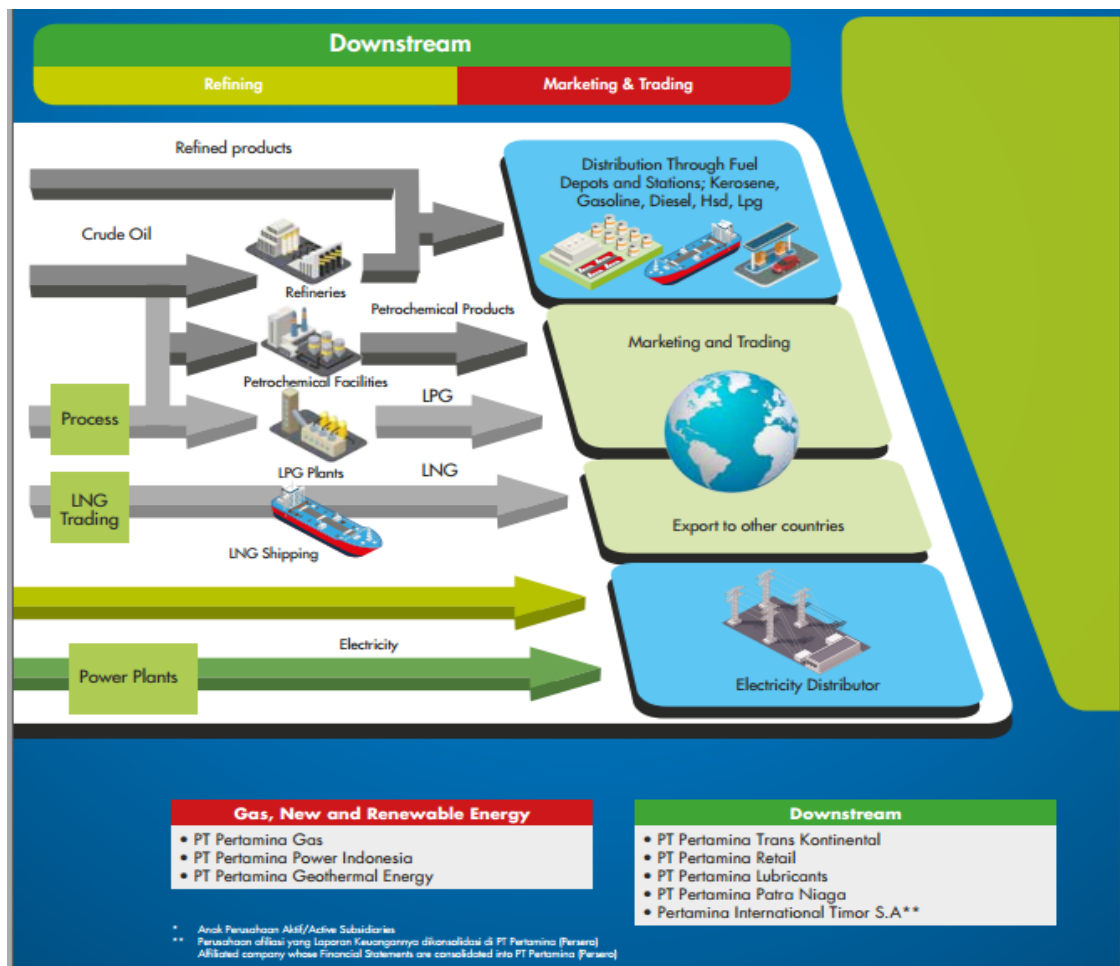 Downstream
Refining
Marketing & Trading
Refined products
Distribution Through Fuel
Depots and Stations; Kerosene,
Gasoline, Diesel, Hsd, Lpg
Crude Oil
Refineries
Petrochemical Products
Marketing and Trading
Petrochemical Facilities
LPG
Process
LPG Plants
LNG
LNG
Trading
Export to other countries
LNG Shipping
Electricity
Power Plants
Electricity Distributor
Gas, New and Renewable Energy
• PT Pertamina Gas
• PT Pertamina Power Indonesia
• PT Pertamina Geothermal Energy
Downstream
• PT Pertamina Trans Kontinental
• PT Pertamina Retail
• PT Pertamina Lubricants
• PT Pertamina Patra Niaga
• Pertamina International Timor S.A**
* Anak Perusahaan Aktif/Active Subsidiaries
** Perusahaan afiliasi yang Laporan Keuangannya dikonsolidasi di PT Pertamina (Persero)
Affiliated company whose Financial Statements are consolidated into PT Pertamina (Persero)